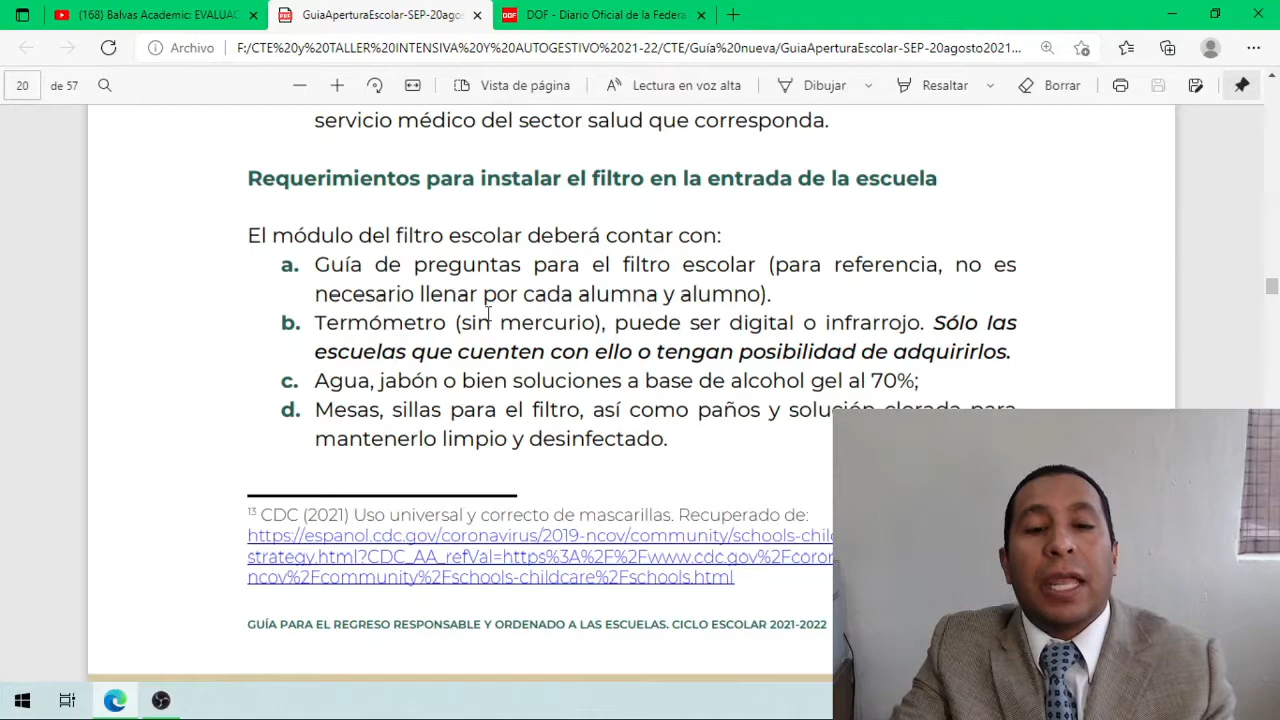 (168) Balvas Academic: EVALUAC
GuiaAperturaEscolar-SEP-20agos
DOF - Diario Oficial de la Federa
Archivo
F:/CTE%20y%20TALLER%20INTENSIVA%20Y%20AUTOGESTIVO%202021-22/CTE/Guía%20nueva/GuiaAperturaEscolar-SEP-20agosto2021...
20 de 57
Vista de página
Lectura en voz alta
Dibujar
Resaltar
Borrar
servicio médico del sector salud que corresponda.
Requerimientos para instalar el filtro en la entrada de la escuela
El módulo del filtro escolar deberá contar con:
a. Guía de preguntas para el filtro escolar (para referencia, no es
necesario llenar por cada alumna y alumno).
b. Termómetro (sin mercurio), puede ser digital o infrarrojo. Sólo las
escuelas que cuenten con ello o tengan posibilidad de adquirirlos.
c. Agua, jabón o bien soluciones a base de alcohol gel al 70%;
d. Mesas, sillas para el filtro, así como paños y solución clorada para
mantenerlo limpio y desinfectado.
13 CDC (2021) Uso universal y correcto de mascarillas. Recuperado de:
https://espanol.cdc.gov/coronavirus/2019-ncov/community/schools-chil
strategy.html?CDC_AA_refVal=https%3A%2F%2Fwww.cdc.gov%2Fcoron
ncov%2Fcommunity%2Fschools-childcare%2Fschools.html
GUÍA PARA EL REGRESO RESPONSABLE Y ORDENADO A LAS ESCUELAS. CICLO ESCOLAR 2021-2022